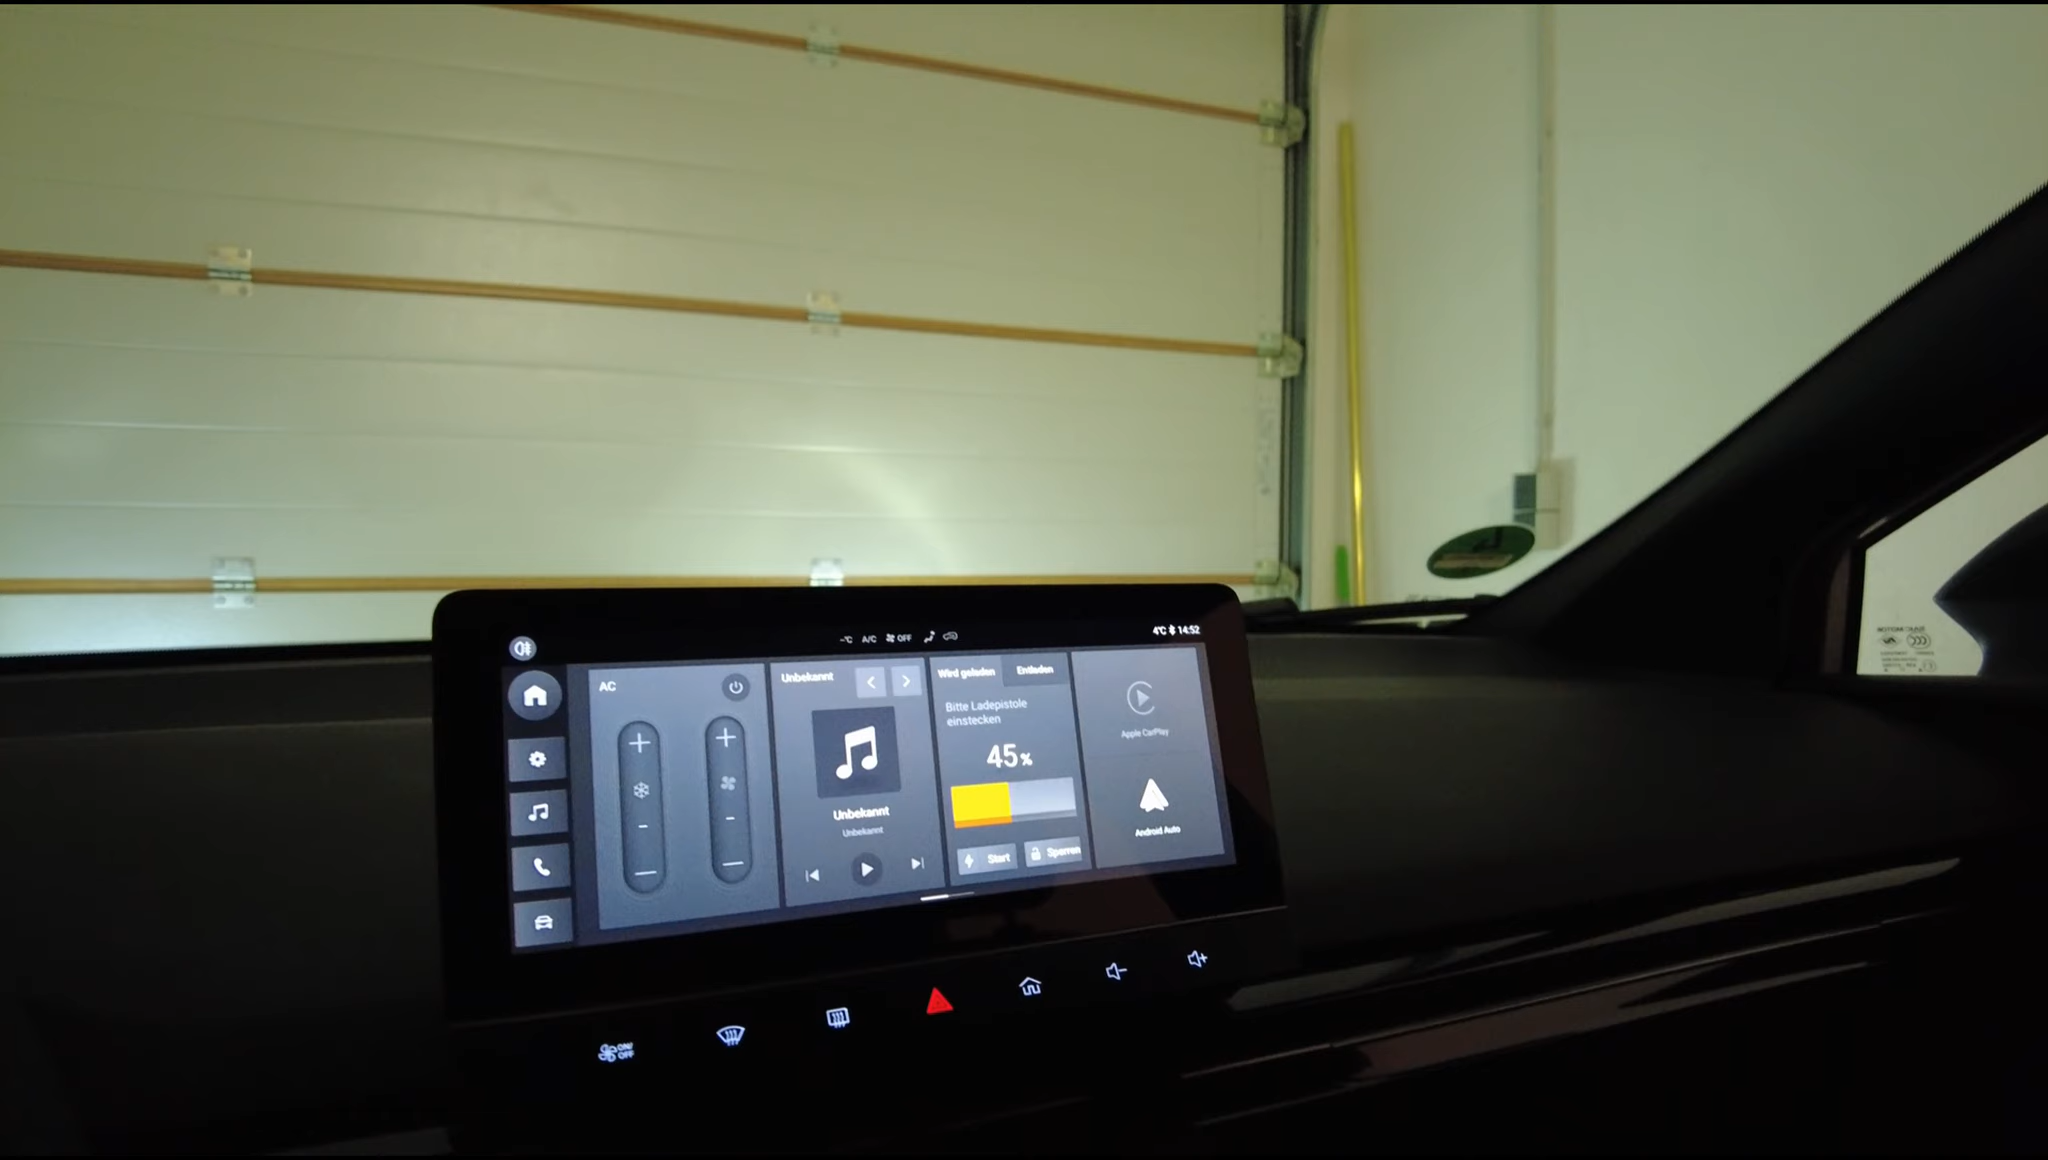 -°C A/C OFF
4°C 14:52
AC
Unbekannt
Unbekannt
Unbekannt
Wird geladen Entladen
Bitte Ladepistole
einstecken
45%
Start Sperren
Apple CarPlay
Android Auto
ON/
OFF